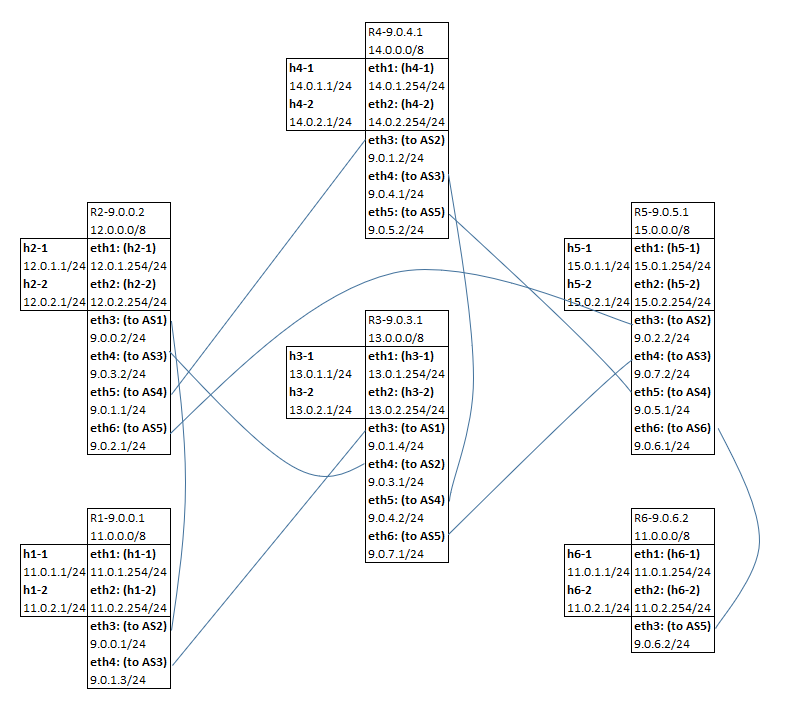 R4-9.0.4.1
14.0.0.0/8
h4-1
14.0.1.1/24
h4-2
14.0.2.1/24
eth1: (h4-1)
14.0.1.254/24
eth2: (h4-2)
14.0.2.254/24
eth3: (to AS2)
9.0.1.2/24
eth4: (to AS3)
9.0.4.1/24
eth5: (to AS5)
9.0.5.2/24
R2-9.0.0.2
12.0.0.0/8
h2-1
12.0.1.1/24
h2-2
12.0.2.1/24
eth1: (h2-1)
12.0.1.254/24
eth2: (h2-2)
12.0.2.254/24
eth3: (to AS1)
9.0.0.2/24
eth4: (to AS3)
9.0.3.2/24
eth5: (to AS4)
9.0.1.1/24
eth6: (to AS5)
9.0.2.1/24
R5-9.0.5.1
15.0.0.0/8
h5-1
15.0.1.1/24
h5-2
15.0.2.1/24
eth1: (h5-1)
15.0.1.254/24
eth2: (h5-2)
15.0.2.254/24
eth3: (to AS2)
9.0.2.2/24
eth4: (to AS3)
9.0.7.2/24
eth5: (to AS4)
9.0.5.1/24
eth6: (to AS6)
9.0.6.1/24
R3-9.0.3.1
13.0.0.0/8
h3-1
13.0.1.1/24
h3-2
13.0.2.1/24
eth1: (h3-1)
13.0.1.254/24
eth2: (h3-2)
13.0.2.254/24
eth3: (to AS1)
9.0.1.4/24
eth4: (to AS2)
9.0.3.1/24
eth5: (to AS4)
9.0.4.2/24
eth6: (to AS5)
9.0.7.1/24
R1-9.0.0.1
11.0.0.0/8
h1-1
11.0.1.1/24
h1-2
11.0.2.1/24
eth1: (h1-1)
11.0.1.254/24
eth2: (h1-2)
11.0.2.254/24
eth3: (to AS2)
9.0.0.1/24
eth4: (to AS3)
9.0.1.3/24
R6-9.0.6.2
11.0.0.0/8
h6-1
11.0.1.1/24
h6-2
11.0.2.1/24
eth1: (h6-1)
11.0.1.254/24
eth2: (h6-2)
11.0.2.254/24
eth3: (to AS5)
9.0.6.2/24